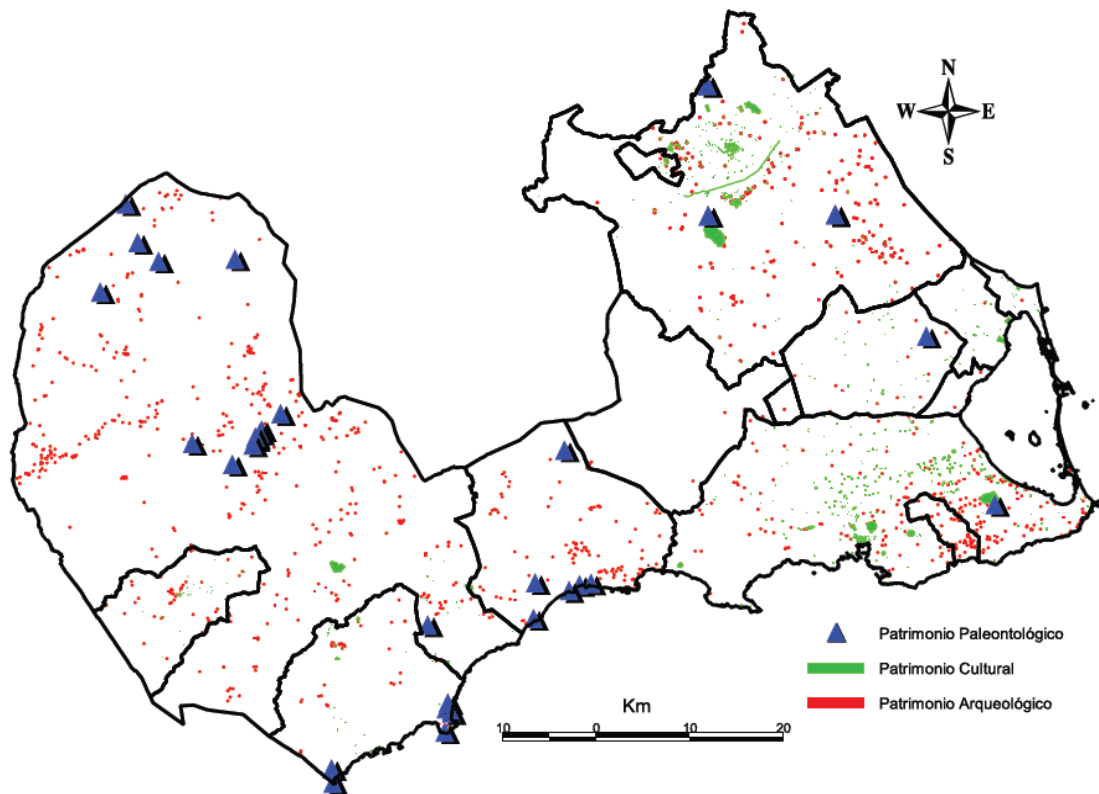 N
W E
S
Patrimonio Paleontológico
Patrimonio Cultural
Patrimonio Arqueológico
Km
10 0 10 20